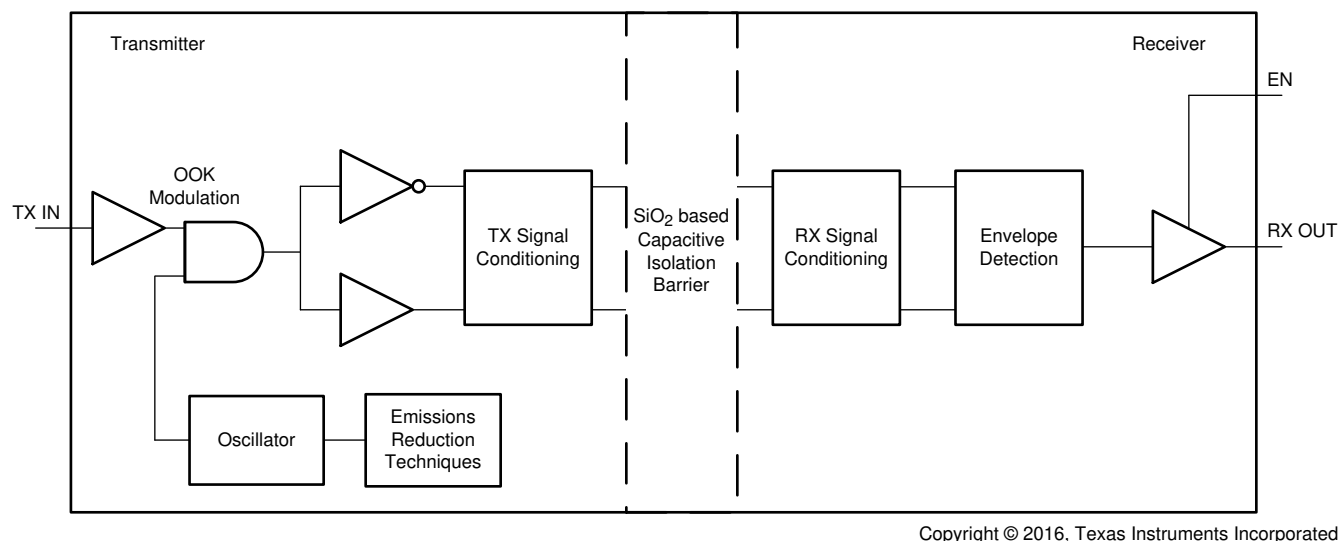 Transmitter
Receiver
EN
OOK
Modulation
TX IN
TX Signal
Conditioning
SiO₂ based
Capacitive
Isolation
Barrier
RX Signal
Conditioning
Envelope
Detection
RX OUT
Oscillator
Emissions
Reduction
Techniques
Copyright © 2016, Texas Instruments Incorporated